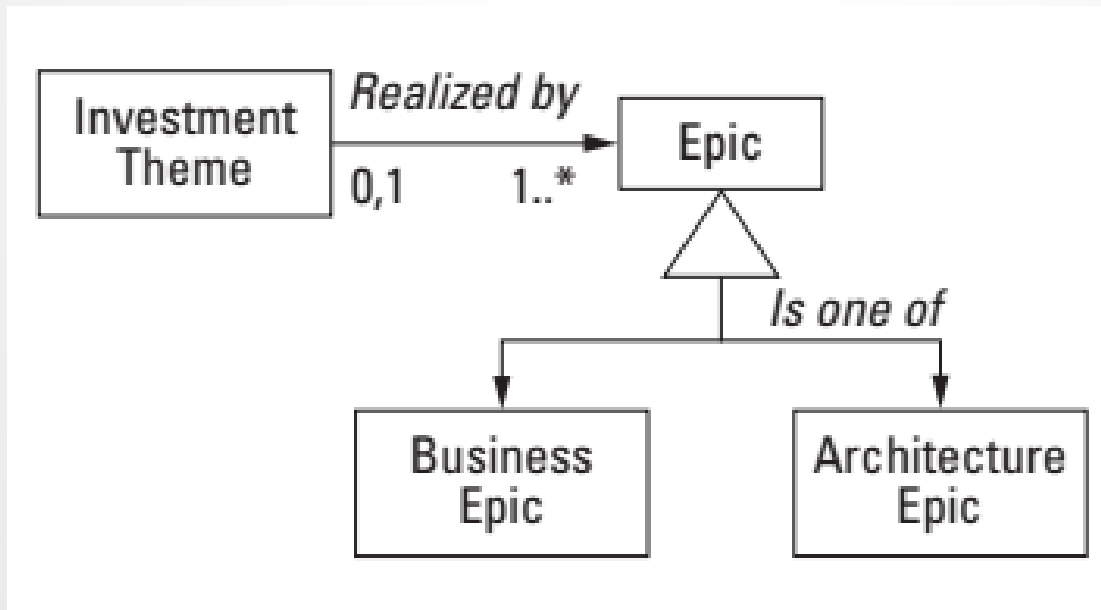 Investment
Theme
Realized by
0,1
1..*
Epic
Is one of
Business
Epic
Architecture
Epic